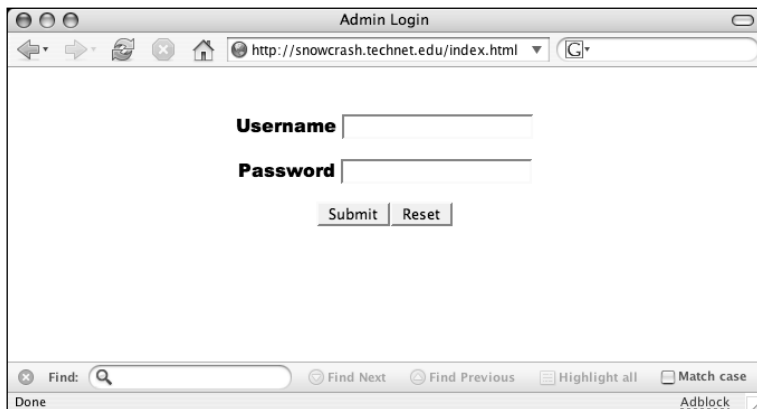 Admin Login
http://snowcrash.technet.edu/index.html G
Username
Password
Submit Reset
Find: Find Next Find Previous Highlight all Match case
Done Adblock